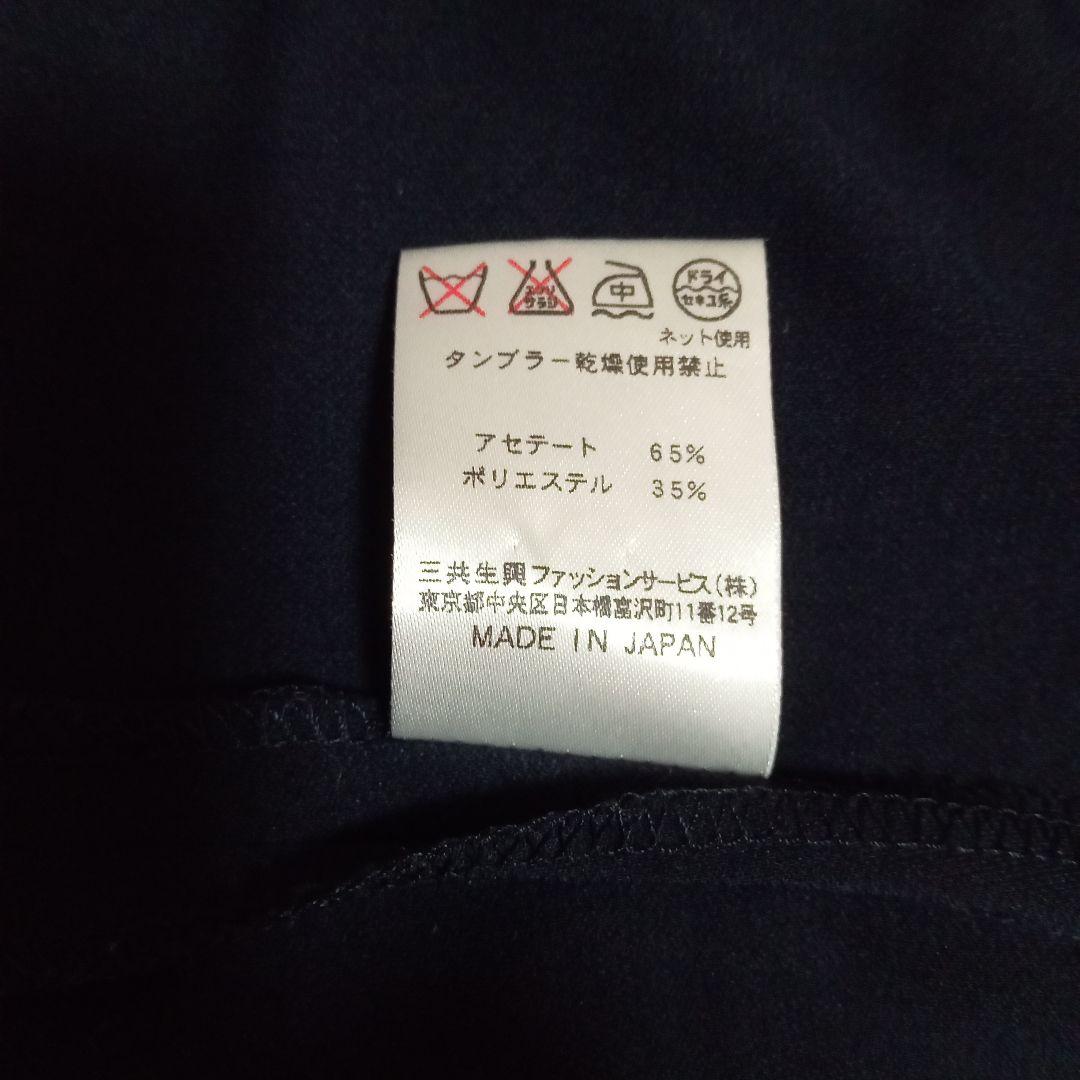 エンソ
サラシ
中
ドライ
セキユ系
ネット使用
タンブラー乾燥使用禁止
アセテート 65%
ポリエステル 35%
三共生興ファッションサービス(株)
東京都中央区日本橋富沢町11番12号
MADE IN JAPAN